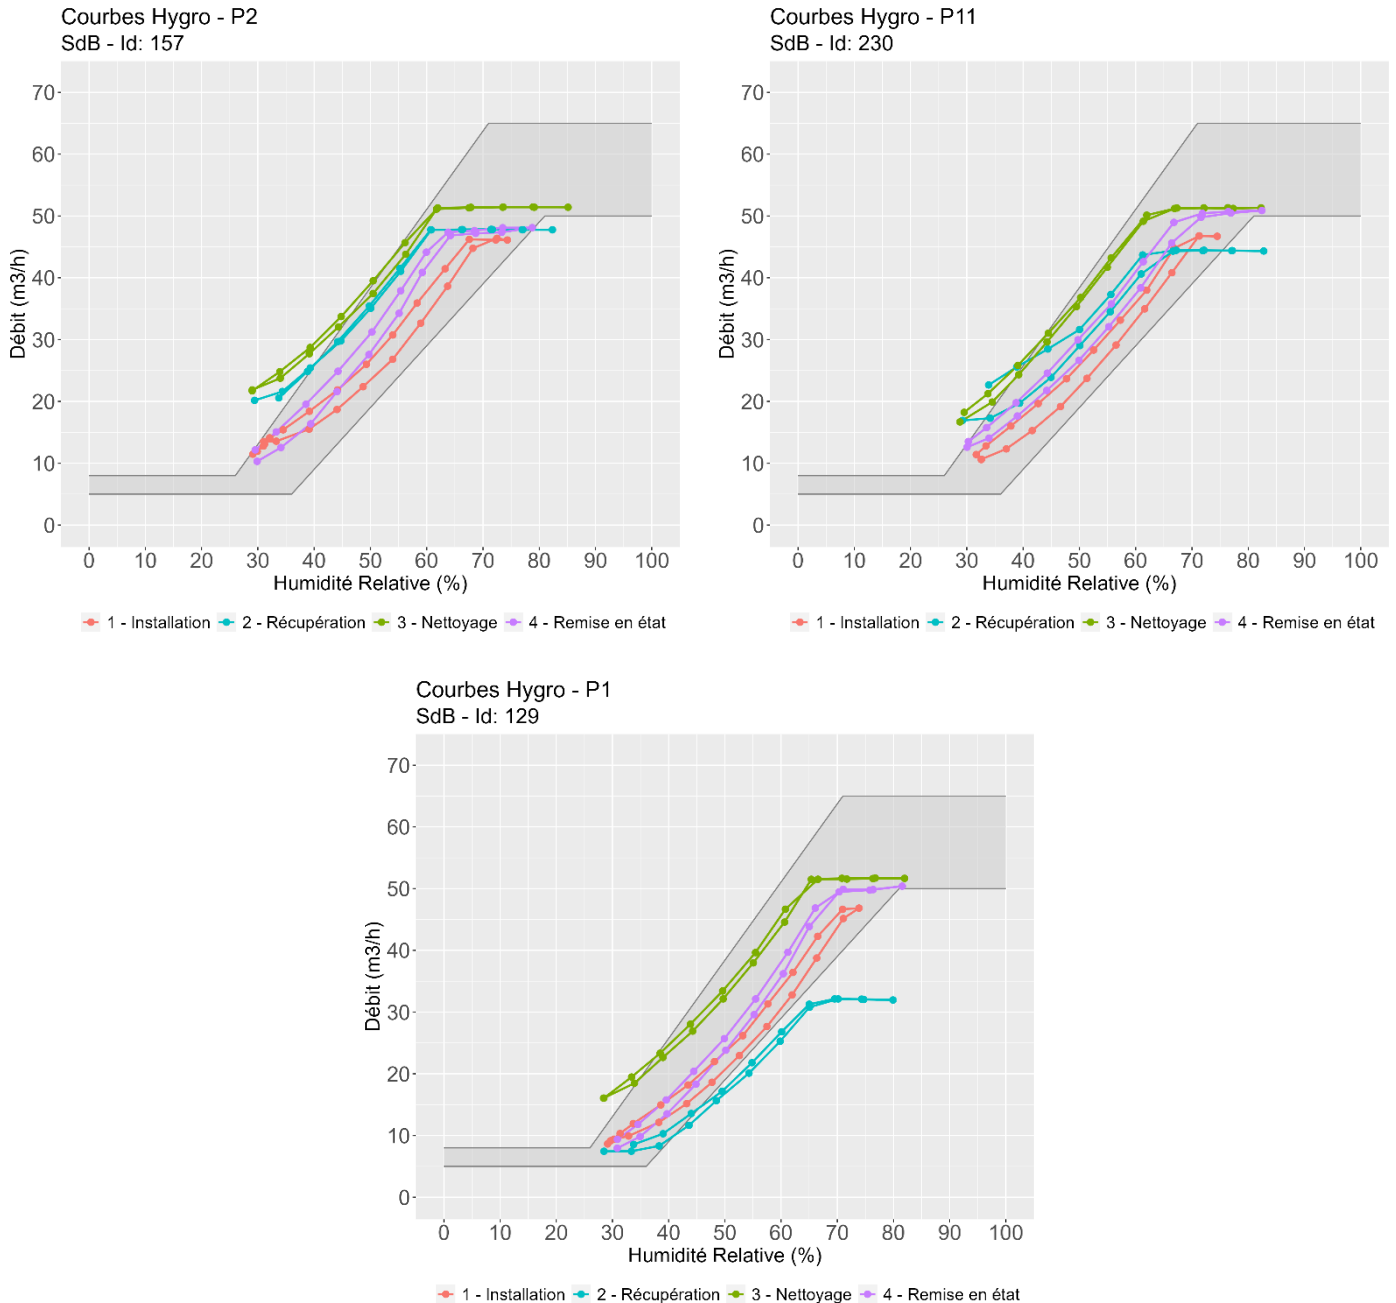 Courbes Hygro - P2
SdB - Id: 157
70
60
50
40
30
20
10
0
Débit (m3/h)
0 10 20 30 40 50 60 70 80 90 100
Humidité Relative (%)
1 - Installation 2 - Récupération 3 - Nettoyage 4 - Remise en état
Courbes Hygro - P11
SdB - Id: 230
70
60
50
40
30
20
10
0
Débit (m3/h)
0 10 20 30 40 50 60 70 80 90 100
Humidité Relative (%)
1 - Installation 2 - Récupération 3 - Nettoyage 4 - Remise en état
Courbes Hygro - P1
SdB - Id: 129
70
60
50
40
30
20
10
0
Débit (m3/h)
0 10 20 30 40 50 60 70 80 90 100
Humidité Relative (%)
1 - Installation 2 - Récupération 3 - Nettoyage 4 - Remise en état